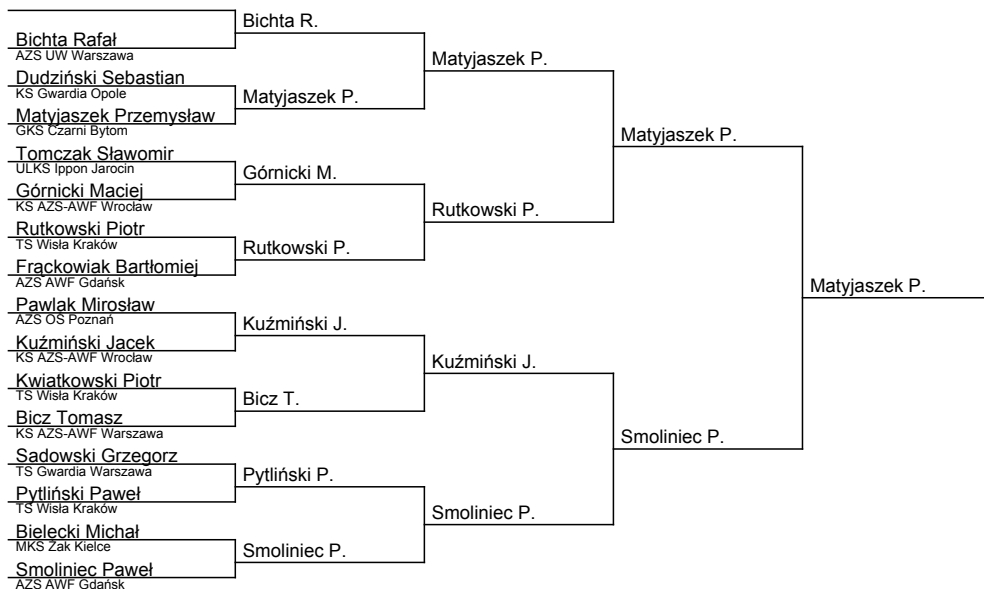 Bichta Rafał
AZS UW Warszawa
Dudziński Sebastian
KS Gwardia Opole
Matyjaszek Przemysław
GKS Czarni Bytom
Tomczak Sławomir
ULKS Ippon Jarocin
Górnicki Maciej
KS AZS-AWF Wrocław
Rutkowski Piotr
TS Wisła Kraków
Frąckowiak Bartłomiej
AZS AWF Gdańsk
Pawlak Mirosław
AZS OŚ Poznań
Kuźmiński Jacek
KS AZS-AWF Wrocław
Kwiatkowski Piotr
TS Wisła Kraków
Bicz Tomasz
KS AZS-AWF Warszawa
Sadowski Grzegorz
TS Gwardia Warszawa
Pytliński Paweł
TS Wisła Kraków
Bielecki Michał
MKS Żak Kielce
Smoliniec Paweł
AZS AWF Gdańsk
Bichta R.
Matyjaszek P.
Górnicki M.
Rutkowski P.
Kuźmiński J.
Bicz T.
Pytliński P.
Smoliniec P.
Matyjaszek P.
Rutkowski P.
Kuźmiński J.
Smoliniec P.
Matyjaszek P.
Smoliniec P.
Matyjaszek P.